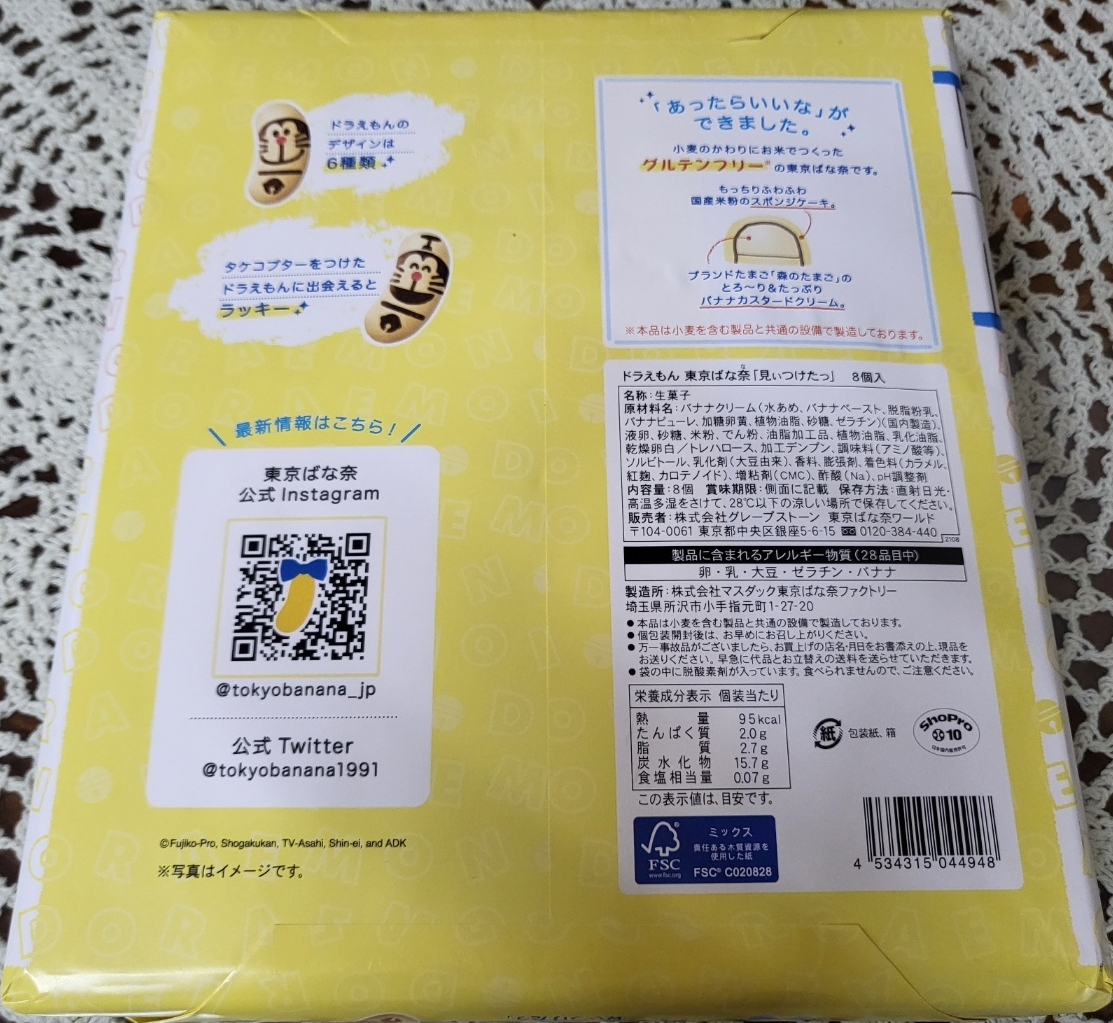 ドラえもんの
デザインは
6種類
タケコプターをつけた
ドラえもんに出会えると
ラッキー
最新情報はこちら!
東京ばな奈
公式 Instagram
@tokyobanana_jp
公式 Twitter
@tokyobanana1991
©Fujiko-Pro, Shogakukan, TV-Asahi, Shin-ei, and ADK
※写真はイメージです。
「あったらいいな」が
できました。
小麦のかわりにお米でつくった
グルテンフリー※の東京ばな奈です。
もっちりふわふわ
国産米粉のスポンジケーキ。
ブランドたまご「森のたまご」の
とろ〜り&たっぷり
バナナカスタードクリーム。
※本品は小麦を含む製品と共通の設備で製造しております。
ドラえもん 東京ばな奈「見ぃつけたっ」 8個入
名称:生菓子
原材料名:バナナクリーム(水あめ、バナナペースト、脱脂粉乳、
バナナピューレ、加糖卵黄、植物油脂、砂糖、ゼラチン)(国内製造)、
液卵、砂糖、米粉、でん粉、油脂加工品、植物油脂、乳化油脂、
乾燥卵白/トレハロース、加工デンプン、調味料(アミノ酸等)、
ソルビトール、乳化剤(大豆由来)、香料、膨張剤、着色料(カラメル、
紅麹、カロテノイド)、増粘剤(CMC)、酢酸(Na)、pH調整剤
内容量:8個 賞味期限:側面に記載 保存方法:直射日光・
高温多湿をさけて、28℃以下の涼しい場所で保存してください。
販売者:株式会社グレープストーン 東京ばな奈ワールド
〒104-0061 東京都中央区銀座5-6-15 0120-384-440
2108
製品に含まれるアレルギー物質(28品目中)
卵・乳・大豆・ゼラチン・バナナ
製造所:株式会社マスダック東京ばな奈ファクトリー
埼玉県所沢市小手指元町1-27-20
●本品は小麦を含む製品と共通の設備で製造しております。
●個包装開封後は、お早めにお召し上がりください。
●万一事故品がございましたら、お買上げの店名・月日をお書添えの上、現品を
お送りください。早急に代品とお立替えの送料を送らせていただきます。
●袋の中に脱酸素剤が入っています。食べられませんので、ご注意ください。
栄養成分表示 個装当たり
熱量 95kcal
たんぱく質 2.0g
脂質 2.7g
炭水化物 15.7g
食塩相当量 0.07g
この表示値は、目安です。
紙 包装紙、箱
ShoPro
10
日本国内販売許可
FSC
www.fsc.org
ミックス
責任ある木質資源を
使用した紙
FSC® C020828
4 534315 044948
DORAEMON